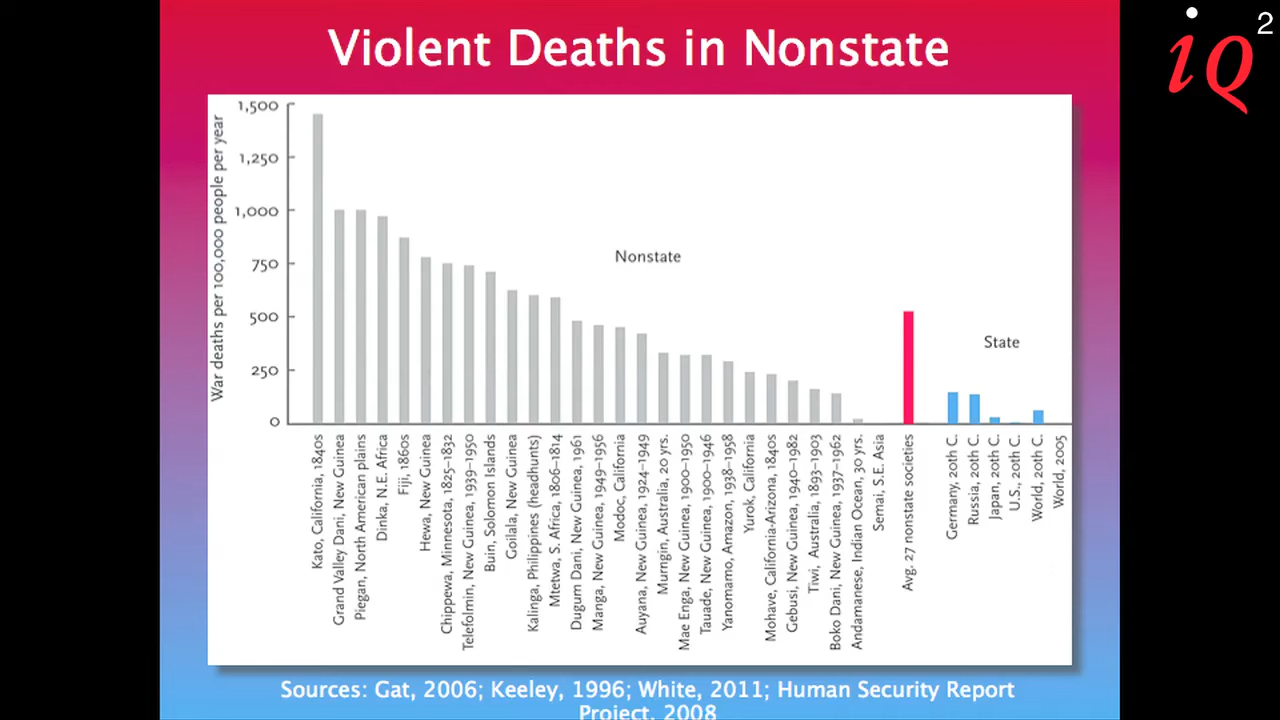 Violent Deaths in Nonstate
iQ2
War deaths per 100,000 people per year
1,500
1,250
1,000
750
500
250
0
Nonstate
State
Kato, California, 1840s
Grand Valley Dani, New Guinea
Piegan, North American plains
Dinka, N.E. Africa
Fiji, 1860s
Hewa, New Guinea
Chippewa, Minnesota, 1825–1832
Telefolmin, New Guinea, 1939–1950
Buin, Solomon Islands
Goilala, New Guinea
Kalinga, Philippines (headhunts)
Mtetwa, S. Africa, 1806–1814
Dugum Dani, New Guinea, 1961
Manga, New Guinea, 1949–1956
Modoc, California
Auyana, New Guinea, 1924–1949
Murngin, Australia, 20 yrs.
Mae Enga, New Guinea, 1900–1950
Tauade, New Guinea, 1900–1946
Yanomamo, Amazon, 1938–1958
Yurok, California
Mohave, California-Arizona, 1840s
Gebusi, New Guinea, 1940–1982
Tiwi, Australia, 1893–1903
Boko Dani, New Guinea, 1937–1962
Andamanese, Indian Ocean, 30 yrs.
Semai, S.E. Asia
Avg. 27 nonstate societies
Germany, 20th C.
Russia, 20th C.
Japan, 20th C.
U.S., 20th C.
World, 20th C.
World, 2005
Sources: Gat, 2006; Keeley, 1996; White, 2011; Human Security Report
Project, 2008